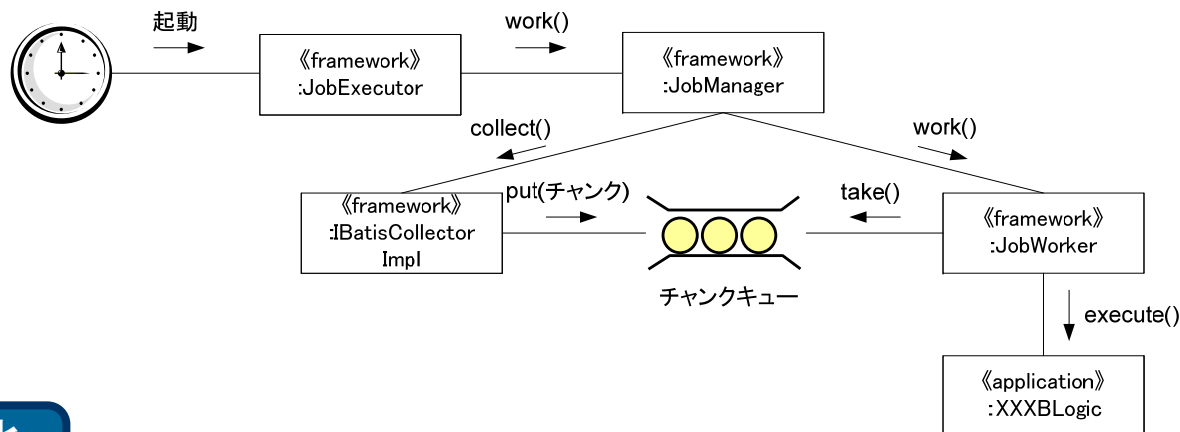 起動
work()
《framework》
:JobExecutor
《framework》
:JobManager
collect()
work()
《framework》
:IBatisCollector
Impl
put(チャンク)
take()
《framework》
:JobWorker
チャンクキュー
execute()
《application》
:XXXBLogic